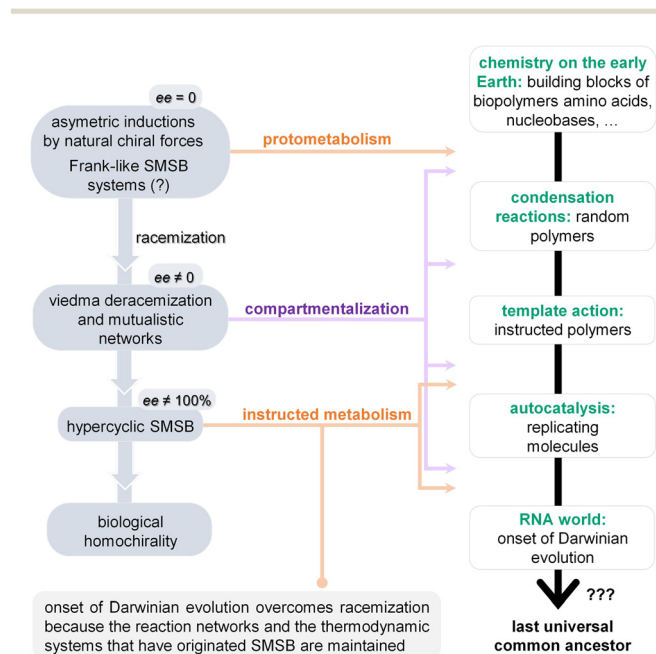 ee = 0
asymetric inductions
by natural chiral forces
Frank-like SMSB
systems (?)
racemization
ee ≠ 0
viedma deracemization
and mutualistic
networks
ee ≠ 100%
hypercyclic SMSB
biological
homochirality
protometabolism
compartmentalization
instructed metabolism
onset of Darwinian evolution overcomes racemization
because the reaction networks and the thermodynamic
systems that have originated SMSB are maintained
chemistry on the early
Earth: building blocks of
biopolymers amino acids,
nucleobases, ...
condensation
reactions: random
polymers
template action:
instructed polymers
autocatalysis:
replicating
molecules
RNA world:
onset of Darwinian
evolution
???
last universal
common ancestor